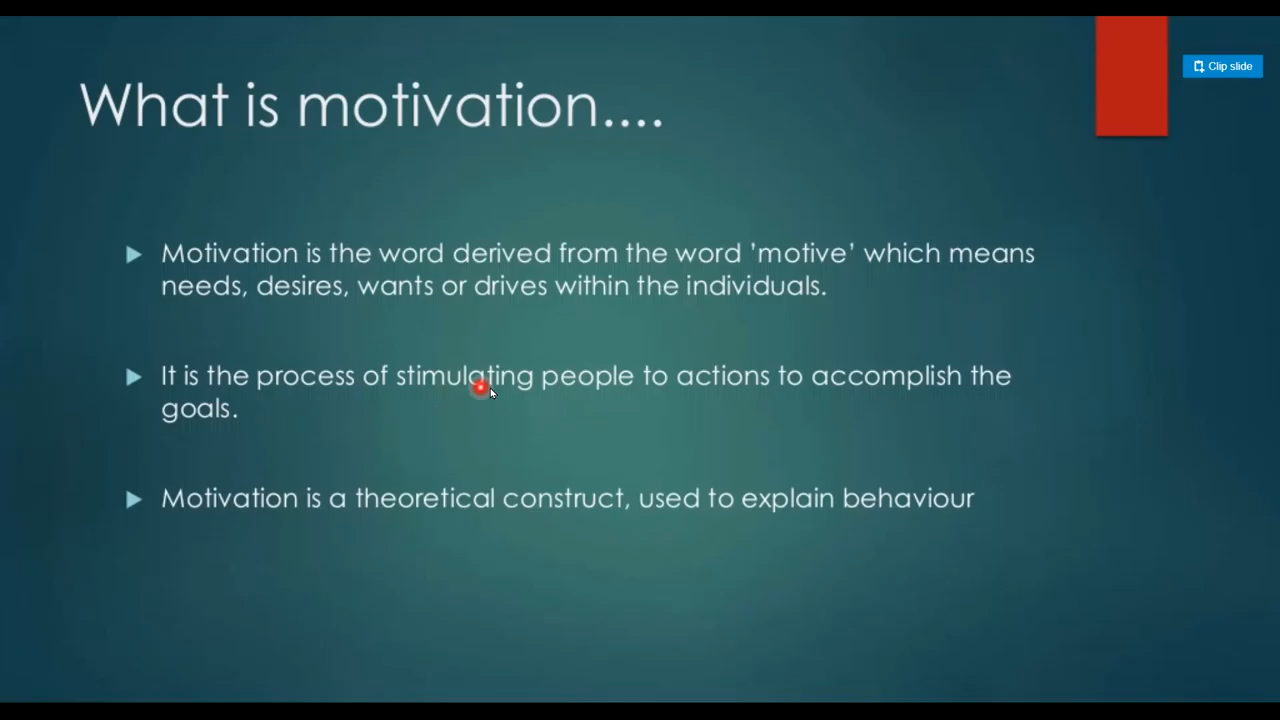 Clip slide
What is motivation....
Motivation is the word derived from the word 'motive' which means
needs, desires, wants or drives within the individuals.
It is the process of stimulating people to actions to accomplish the
goals.
Motivation is a theoretical construct, used to explain behaviour